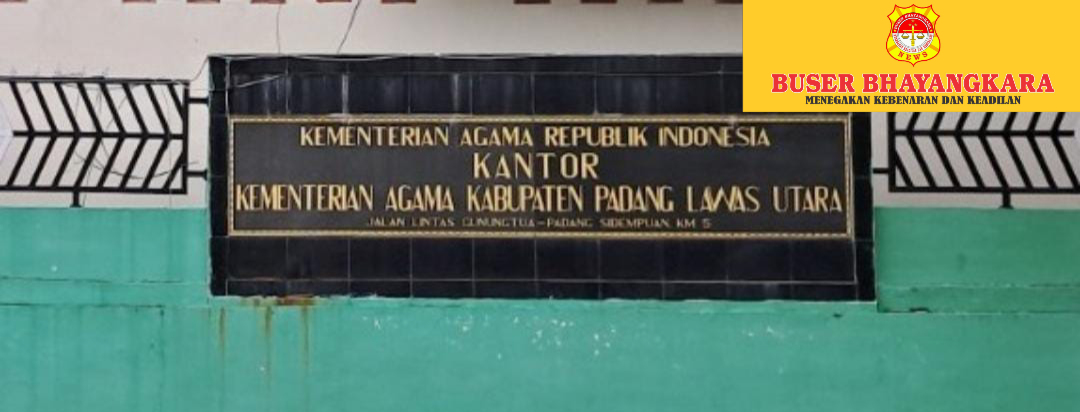 KEMENTERIAN AGAMA REPUBLIK INDONESIA
KANTOR
KEMENTERIAN AGAMA KABUPATEN PADANG LAWAS UTARA
JALAN LINTAS GUNUNGTUA-PADANG SIDEMPUAN. KM 5
NEWS
BUSER BHAYANGKARA
MENEGAKAN KEBENARAN DAN KEADILAN